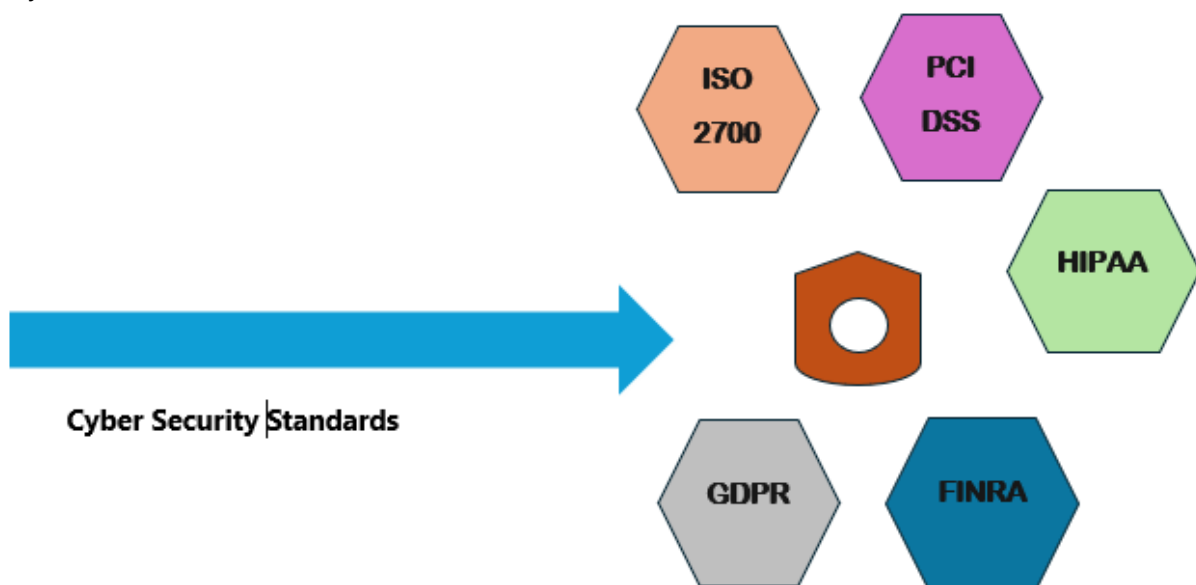 ISO
2700
PCI
DSS
HIPAA
Cyber Security Standards
GDPR
FINRA